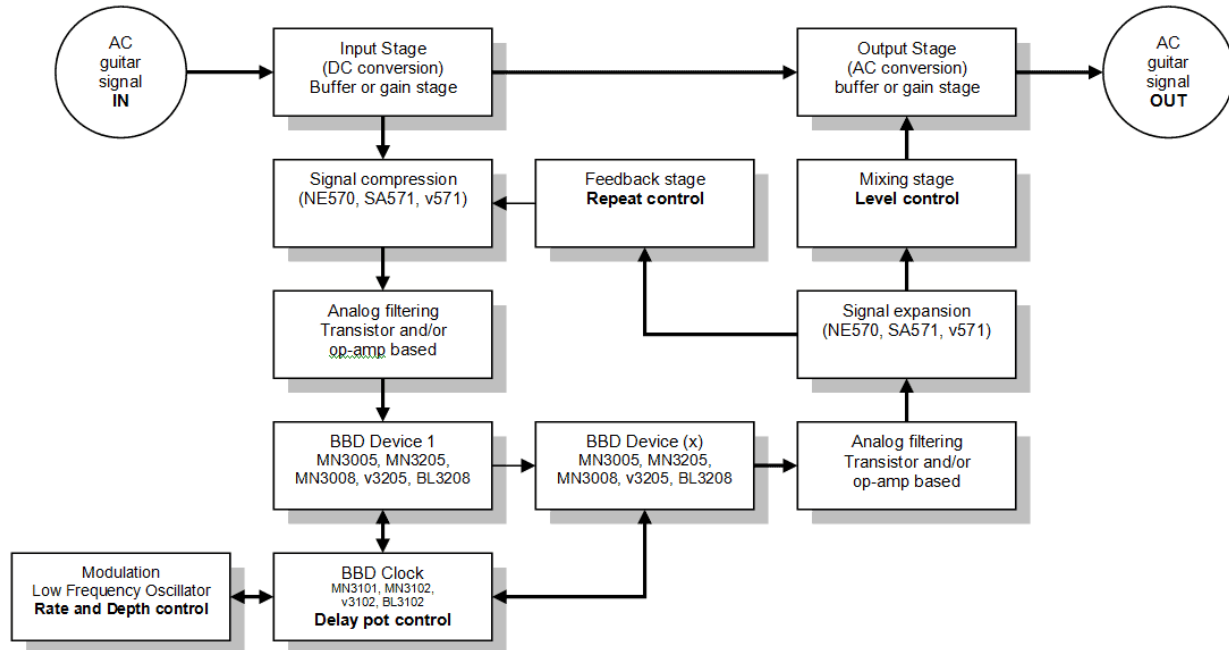 AC
guitar
signal
IN
Input Stage
(DC conversion)
Buffer or gain stage
Output Stage
(AC conversion)
buffer or gain stage
AC
guitar
signal
OUT
Signal compression
(NE570, SA571, v571)
Feedback stage
Repeat control
Mixing stage
Level control
Analog filtering
Transistor and/or
op-amp based
Signal expansion
(NE570, SA571, v571)
BBD Device 1
MN3005, MN3205,
MN3008, v3205, BL3208
BBD Device (x)
MN3005, MN3205,
MN3008, v3205, BL3208
Analog filtering
Transistor and/or
op-amp based
Modulation
Low Frequency Oscillator
Rate and Depth control
BBD Clock
MN3101, MN3102,
v3102, BL3102
Delay pot control